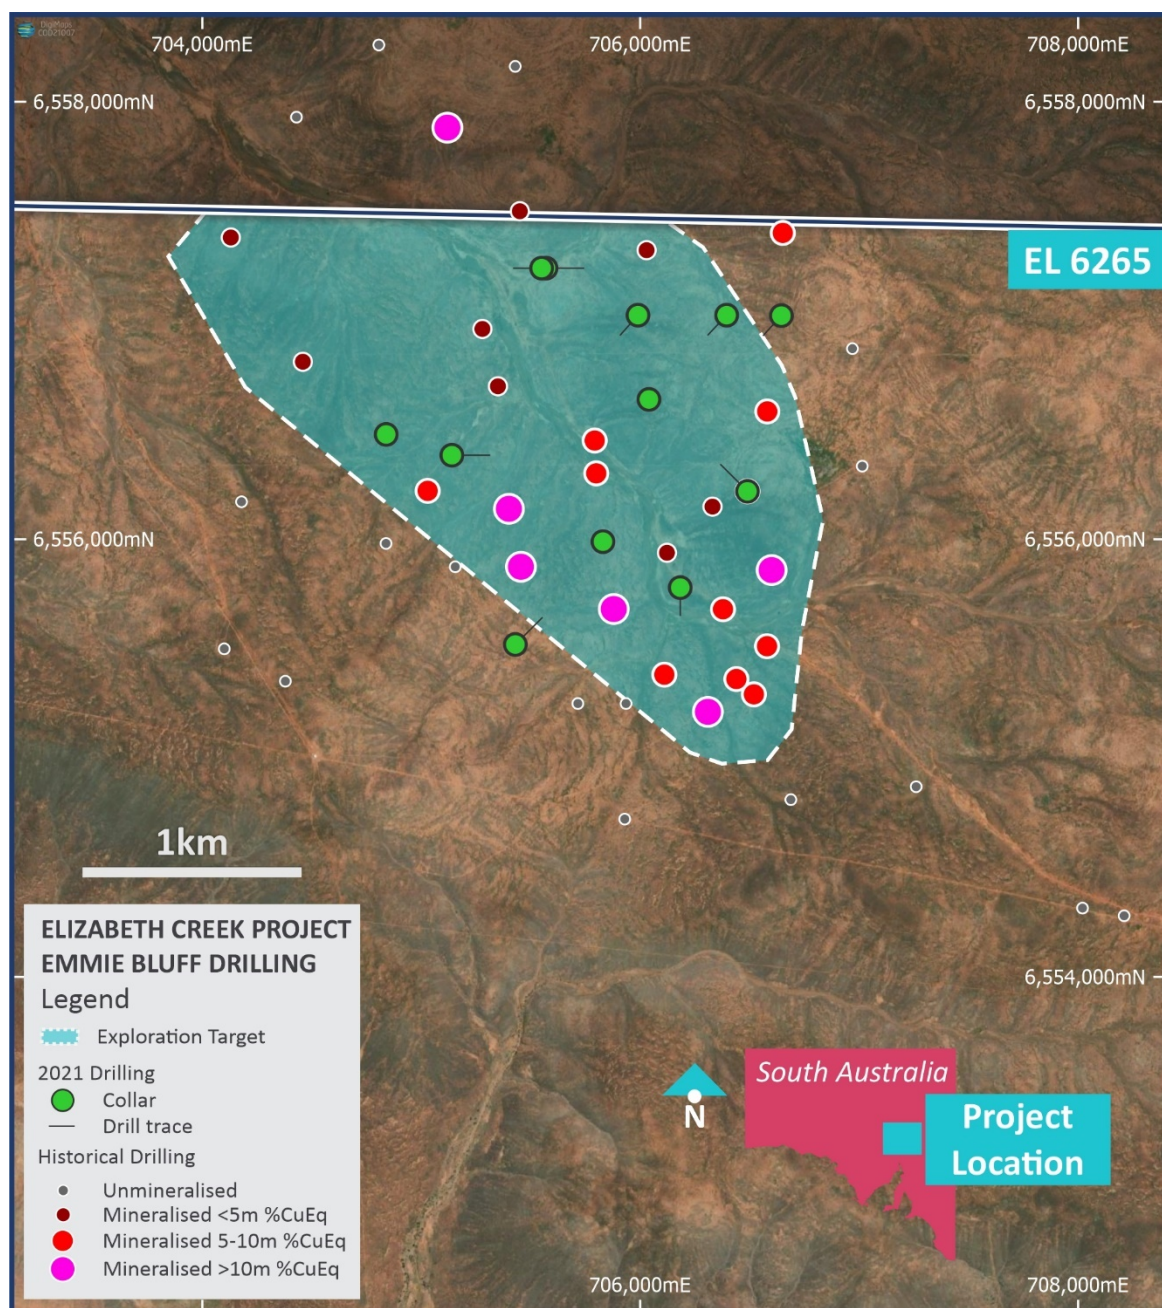 DigiMaps
COD21007
704,000mE
706,000mE
708,000mE
6,558,000mN
6,558,000mN
EL 6265
6,556,000mN
6,556,000mN
1km
ELIZABETH CREEK PROJECT
EMMIE BLUFF DRILLING
Legend
Exploration Target
2021 Drilling
Collar
Drill trace
Historical Drilling
Unmineralised
Mineralised <5m %CuEq
Mineralised 5-10m %CuEq
Mineralised >10m %CuEq
6,554,000mN
N
South Australia
Project
Location
706,000mE
708,000mE